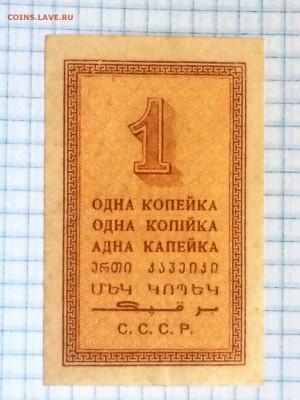 COINS.LAVE.RU
1
ОДНА КОПЕЙКА
ОДНА КОПІЙКА
АДНА КАПЕЙКА
ერთი კაპეიკი
ՄԵԿ ԿՈՊԵԿ
С. С. С. Р.